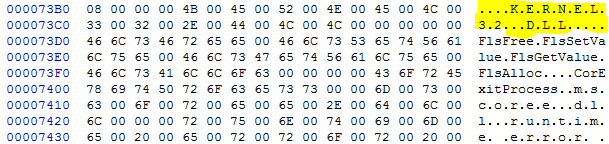 000073B0 08 00 00 00 4B 00 45 00 52 00 4E 00 45 00 4C 00 ....K.E.R.N.E.L.
000073C0 33 00 32 00 2E 00 44 00 4C 00 4C 00 00 00 00 00 3.2...D.L.L.....
000073D0 46 6C 73 46 72 65 65 00 46 6C 73 53 65 74 56 61 FlsFree.FlsSetVa
000073E0 6C 75 65 00 46 6C 73 47 65 74 56 61 6C 75 65 00 lue.FlsGetValue.
000073F0 46 6C 73 41 6C 6C 6F 63 00 00 00 00 43 6F 72 45 FlsAlloc....CorE
00007400 78 69 74 50 72 6F 63 65 73 73 00 00 6D 00 73 00 xitProcess..m.s.
00007410 63 00 6F 00 72 00 65 00 65 00 2E 00 64 00 6C 00 c.o.r.e.e...d.l.
00007420 6C 00 00 00 72 00 75 00 6E 00 74 00 69 00 6D 00 l...r.u.n.t.i.m.
00007430 65 00 20 00 65 00 72 00 72 00 6F 00 72 00 20 00 e. .e.r.r.o.r. .